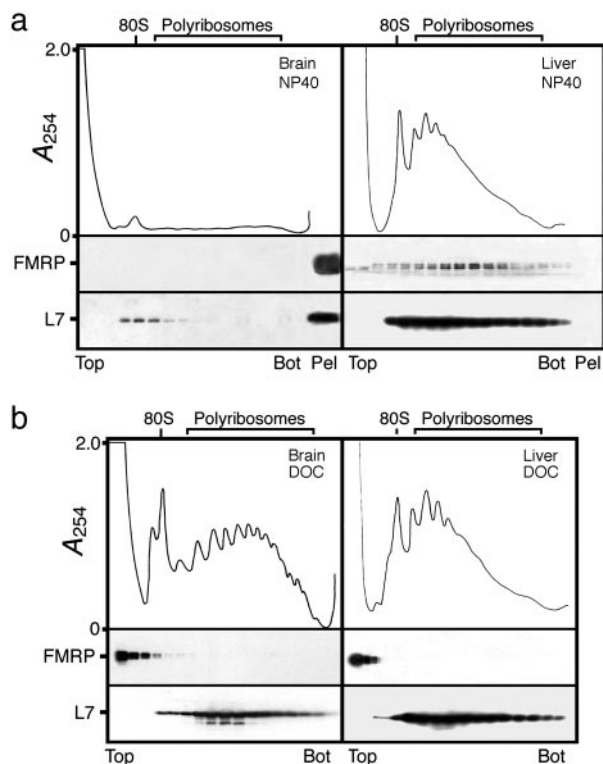 a
80S Polyribosomes 80S Polyribosomes
2.0
Brain Liver
NP40 NP40
A254
0
FMRP
L7
Top Bot Pel Top Bot Pel
b
80S Polyribosomes 80S Polyribosomes
2.0
Brain Liver
DOC DOC
A254
0
FMRP
L7
Top Bot Top Bot